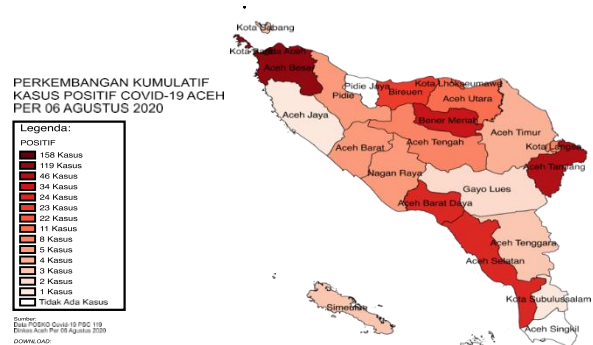 Kota Sabang
Aceh Besar
PERKEMBANGAN KUMULATIF
KASUS POSITIF COVID-19 ACEH
PER 06 AGUSTUS 2020
Legenda:
POSITIF
158 Kasus
119 Kasus
46 Kasus
34 Kasus
24 Kasus
23 Kasus
22 Kasus
11 Kasus
8 Kasus
5 Kasus
4 Kasus
3 Kasus
2 Kasus
1 Kasus
Tidak Ada Kasus
Sumber:
Data POSKO Covid-19 PSC 119
Dinkes Aceh Per 06 Agustus 2020
DOWNLOAD:
Pidie Jaya
Pidie
Bireuen
Kota Lhokseumawe
Aceh Utara
Aceh Jaya
Bener Meriah
Aceh Timur
Aceh Barat
Aceh Tengah
Kota Langsa
Aceh Tamiang
Nagan Raya
Gayo Lues
Aceh Barat Daya
Aceh Tenggara
Aceh Selatan
Simeulue
Kota Subulussalam
Aceh Singkil